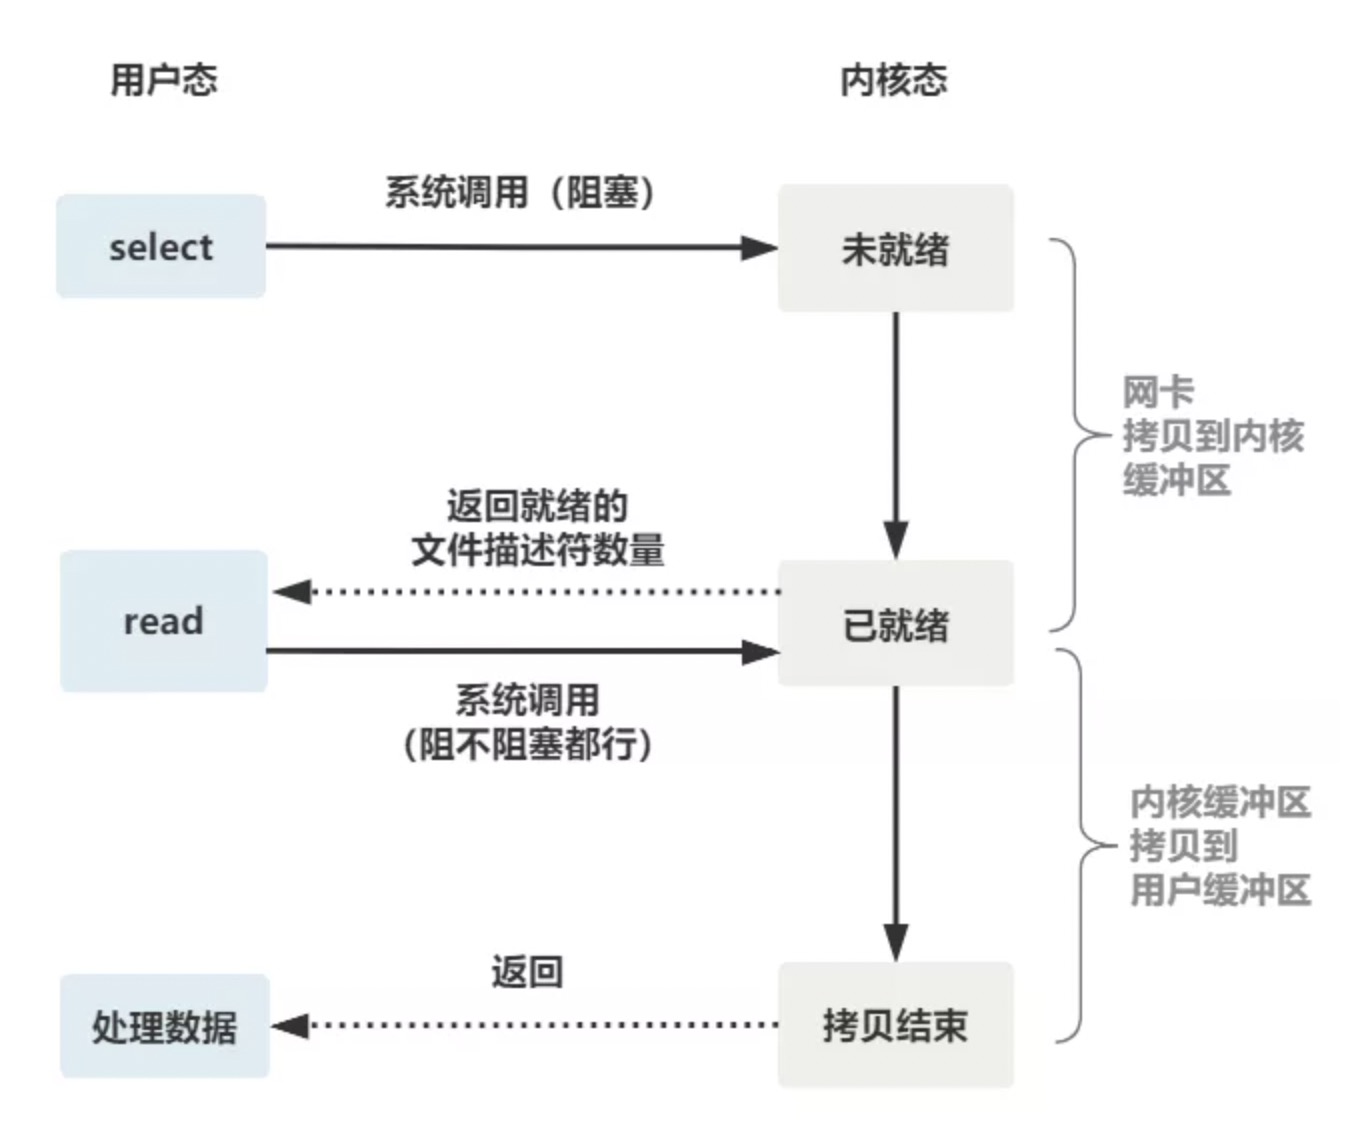 用户态
内核态
系统调用（阻塞）
select
未就绪
网卡
拷贝到内核
缓冲区
返回就绪的
文件描述符数量
read
已就绪
系统调用
（阻不阻塞都行）
内核缓冲区
拷贝到
用户缓冲区
返回
处理数据
拷贝结束